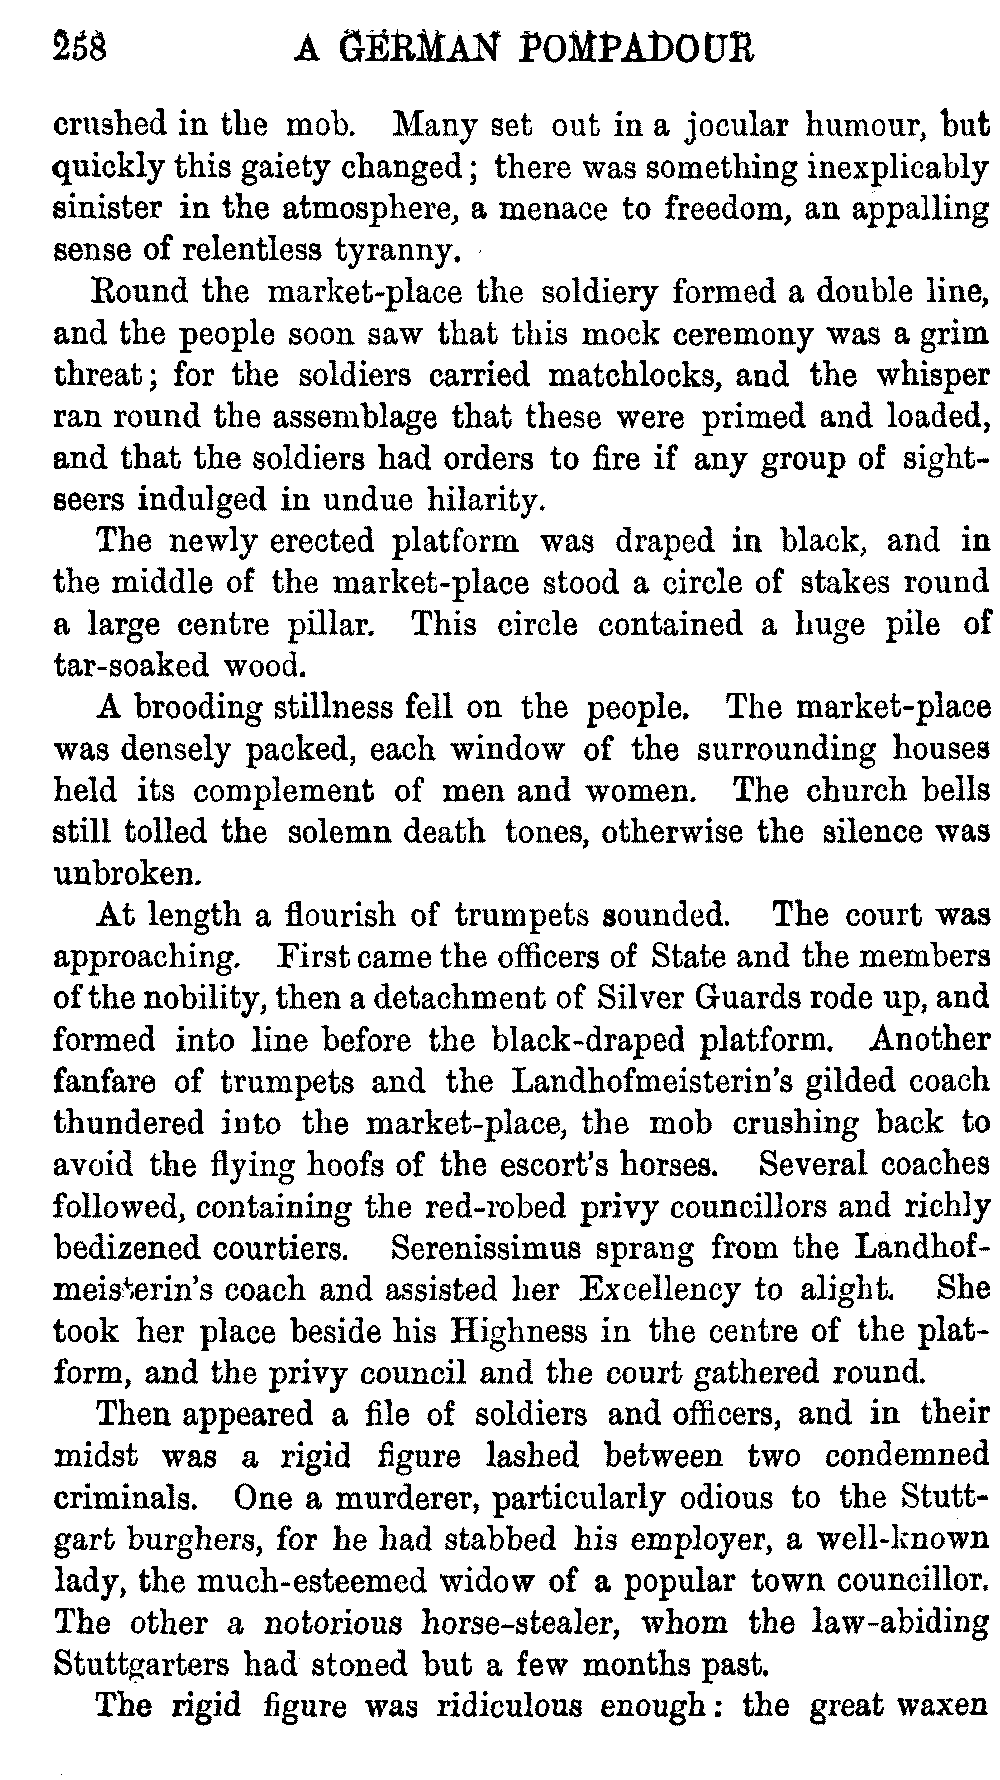 258 A GERMAN POMPADOUR
crushed in the mob. Many set out in a jocular humour, but
quickly this gaiety changed; there was something inexplicably
sinister in the atmosphere, a menace to freedom, an appalling
sense of relentless tyranny.
Round the market-place the soldiery formed a double line,
and the people soon saw that this mock ceremony was a grim
threat; for the soldiers carried matchlocks, and the whisper
ran round the assemblage that these were primed and loaded,
and that the soldiers had orders to fire if any group of sight-
seers indulged in undue hilarity.
The newly erected platform was draped in black, and in
the middle of the market-place stood a circle of stakes round
a large centre pillar. This circle contained a huge pile of
tar-soaked wood.
A brooding stillness fell on the people. The market-place
was densely packed, each window of the surrounding houses
held its complement of men and women. The church bells
still tolled the solemn death tones, otherwise the silence was
unbroken.
At length a flourish of trumpets sounded. The court was
approaching. First came the officers of State and the members
of the nobility, then a detachment of Silver Guards rode up, and
formed into line before the black-draped platform. Another
fanfare of trumpets and the Landhofmeisterin's gilded coach
thundered into the market-place, the mob crushing back to
avoid the flying hoofs of the escort's horses. Several coaches
followed, containing the red-robed privy councillors and richly
bedizened courtiers. Serenissimus sprang from the Landhof-
meisterin's coach and assisted her Excellency to alight. She
took her place beside his Highness in the centre of the plat-
form, and the privy council and the court gathered round.
Then appeared a file of soldiers and officers, and in their
midst was a rigid figure lashed between two condemned
criminals. One a murderer, particularly odious to the Stutt-
gart burghers, for he had stabbed his employer, a well-known
lady, the much-esteemed widow of a popular town councillor.
The other a notorious horse-stealer, whom the law-abiding
Stuttgarters had stoned but a few months past.
The rigid figure was ridiculous enough: the great waxen